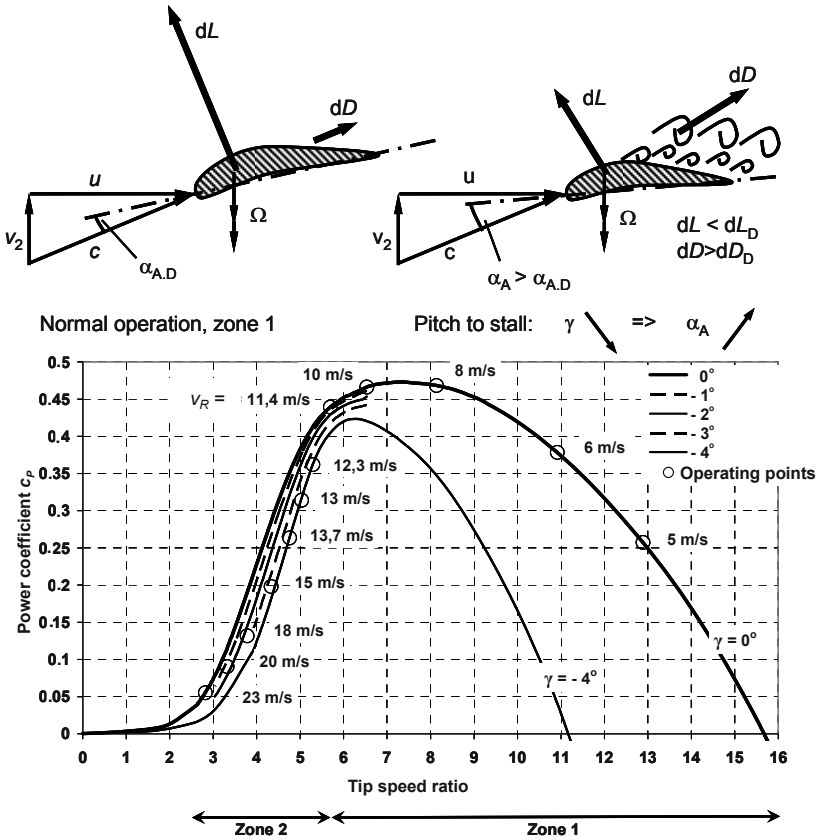 dL
dD
u
v2
c
Ω
αA.D
dL
dD
u
v2
c
Ω
αA > αA.D
dL < dLD
dD>dDD
Normal operation, zone 1
Pitch to stall: γ => αA
Power coefficient cP
0.5
0.45
0.4
0.35
0.3
0.25
0.2
0.15
0.1
0.05
0
vR = 11,4 m/s
10 m/s
8 m/s
6 m/s
5 m/s
12,3 m/s
13 m/s
13,7 m/s
15 m/s
18 m/s
20 m/s
23 m/s
0°
- 1°
- 2°
- 3°
- 4°
Operating points
γ = 0°
γ = - 4°
0 1 2 3 4 5 6 7 8 9 10 11 12 13 14 15 16
Tip speed ratio
Zone 2
Zone 1